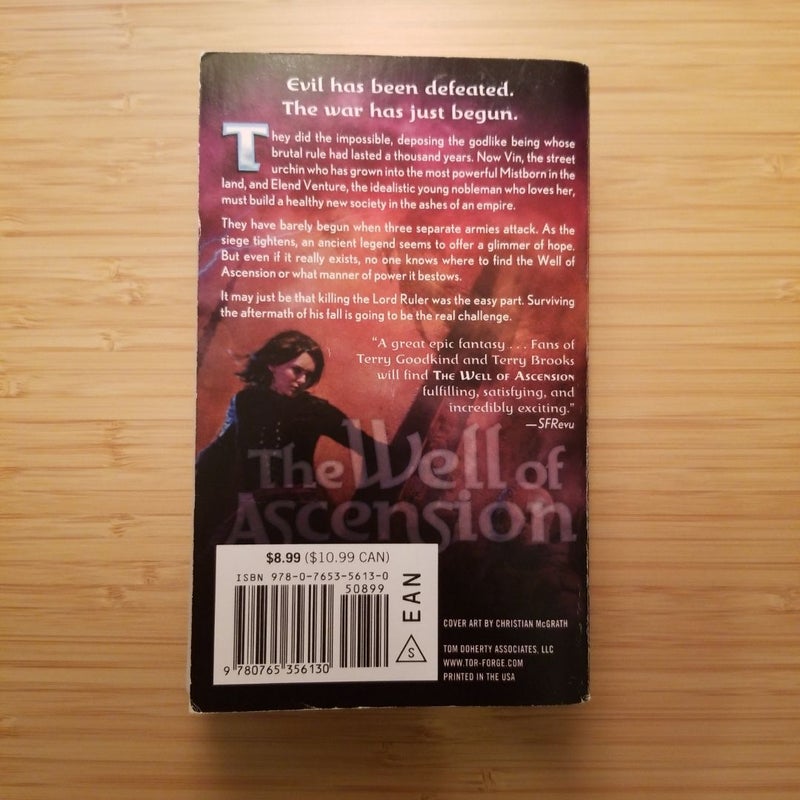 Evil has been defeated.
The war has just begun.
They did the impossible, deposing the godlike being whose
brutal rule had lasted a thousand years. Now Vin, the street
urchin who has grown into the most powerful Mistborn in the
land, and Elend Venture, the idealistic young nobleman who loves her,
must build a healthy new society in the ashes of an empire.
They have barely begun when three separate armies attack. As the
siege tightens, an ancient legend seems to offer a glimmer of hope.
But even if it really exists, no one knows where to find the Well of
Ascension or what manner of power it bestows.
It may just be that killing the Lord Ruler was the easy part. Surviving
the aftermath of his fall is going to be the real challenge.
“A great epic fantasy . . . Fans of
Terry Goodkind and Terry Brooks
will find THE WELL OF ASCENSION
fulfilling, satisfying, and
incredibly exciting.”
—SFRevu
The Well of
Ascension
$8.99 ($10.99 CAN)
ISBN 978-0-7653-5613-0
50899
EAN
S
9 780765 356130
COVER ART BY CHRISTIAN McGRATH
TOM DOHERTY ASSOCIATES, LLC
WWW.TOR-FORGE.COM
PRINTED IN THE USA